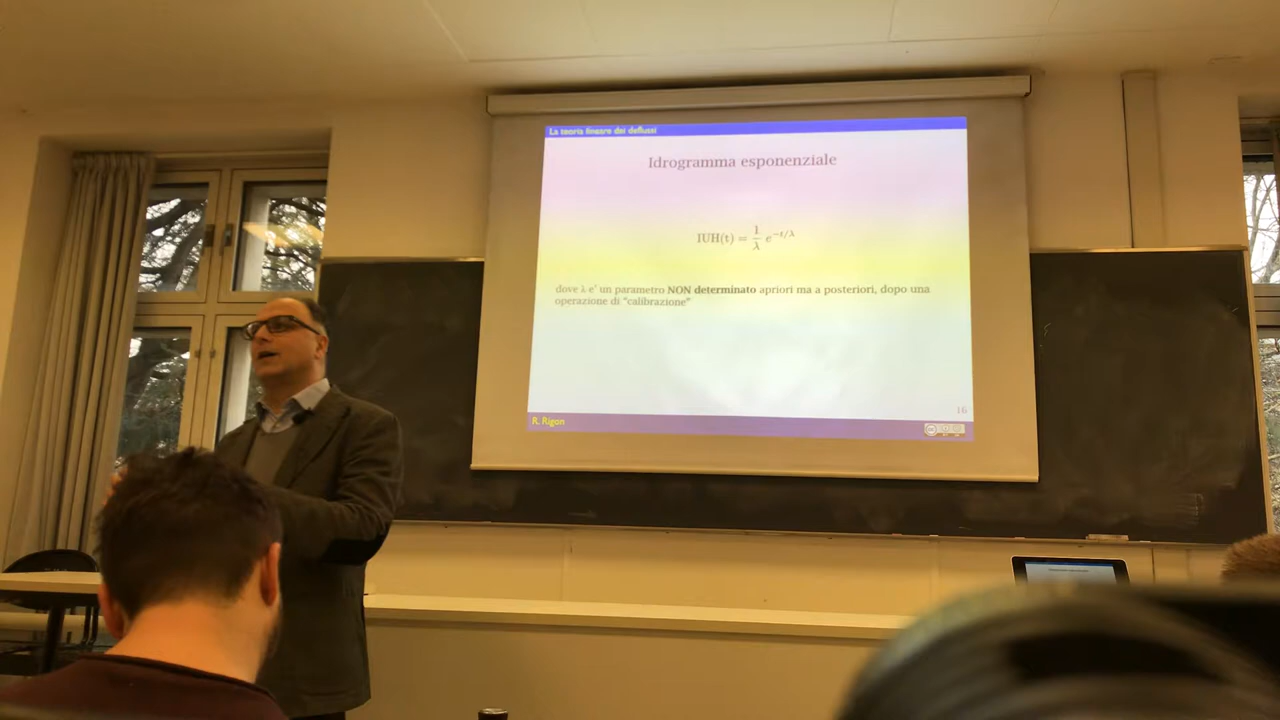 La teoria lineare dei deflussi
Idrogramma esponenziale
IUH(t) = 1/λ e^{-t/λ}
dove λ e' un parametro NON determinato apriori ma a posteriori, dopo una
operazione di "calibrazione"
16
R. Rigon